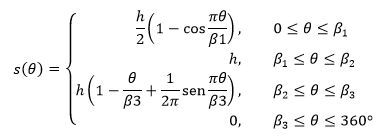 s(θ) = { h/2 (1 − cos πθ/β1), 0 ≤ θ ≤ β₁
h, β₁ ≤ θ ≤ β₂
h (1 − θ/β3 + 1/2π sen πθ/β3), β₂ ≤ θ ≤ β₃
0, β₃ ≤ θ ≤ 360°